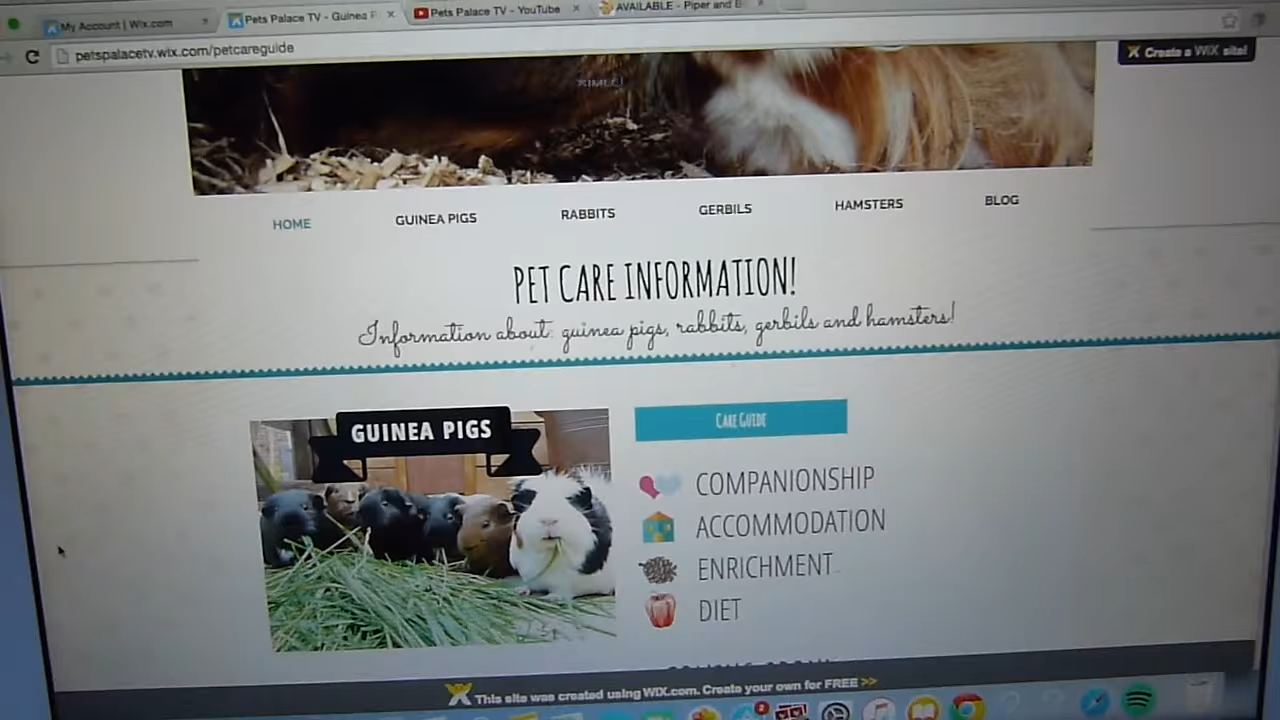 My Account | Wix.com
Pets Palace TV - Guinea P
Pets Palace TV - YouTube
AVAILABLE - Piper and B
petspalacetv.wix.com/petcareguide
Create a WiX site!
HOME
GUINEA PIGS
RABBITS
GERBILS
HAMSTERS
BLOG
PET CARE INFORMATION!
Information about: guinea pigs, rabbits, gerbils and hamsters!
GUINEA PIGS
CARE GUIDE
COMPANIONSHIP
ACCOMMODATION
ENRICHMENT
DIET
This site was created using WIX.com. Create your own for FREE >>
2